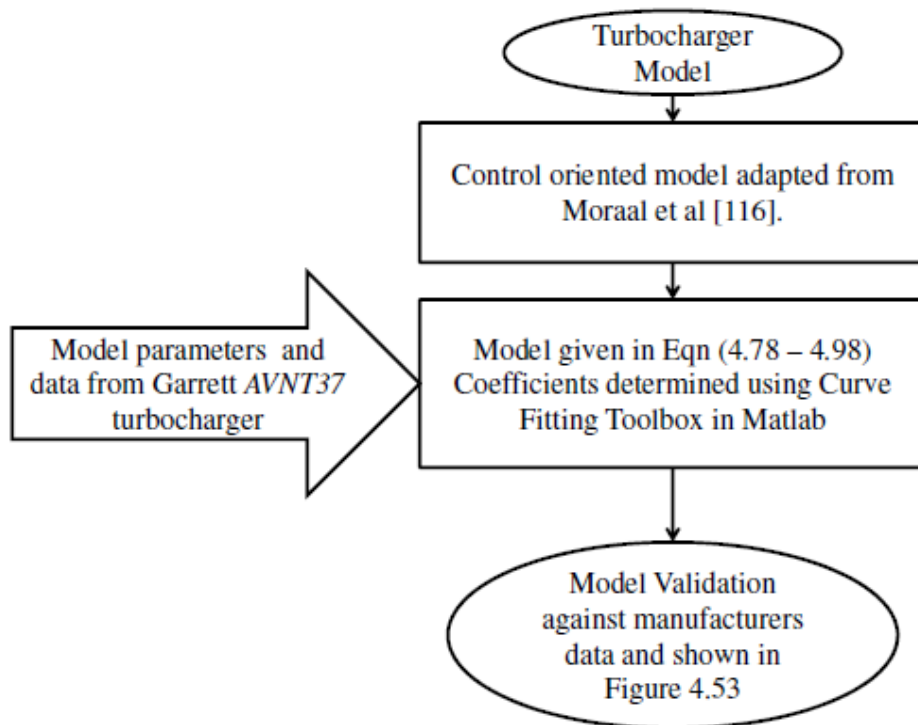 Turbocharger
Model
Control oriented model adapted from
Moraal et al [116].
Model parameters and
data from Garrett AVNT37
turbocharger
Model given in Eqn (4.78 – 4.98)
Coefficients determined using Curve
Fitting Toolbox in Matlab
Model Validation
against manufacturers
data and shown in
Figure 4.53